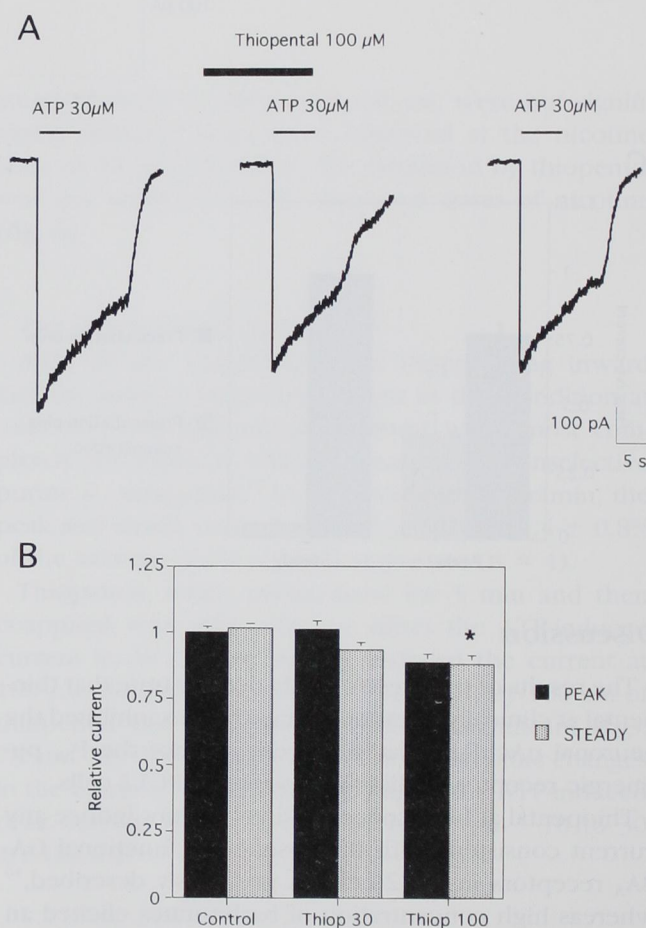 A
Thiopental 100 µM
ATP 30µM ATP 30µM ATP 30µM
100 pA
5 s
B
1.25
1
0.75
0.5
0.25
0
Relative current
*
PEAK
STEADY
Control Thiop 30 Thiop 100